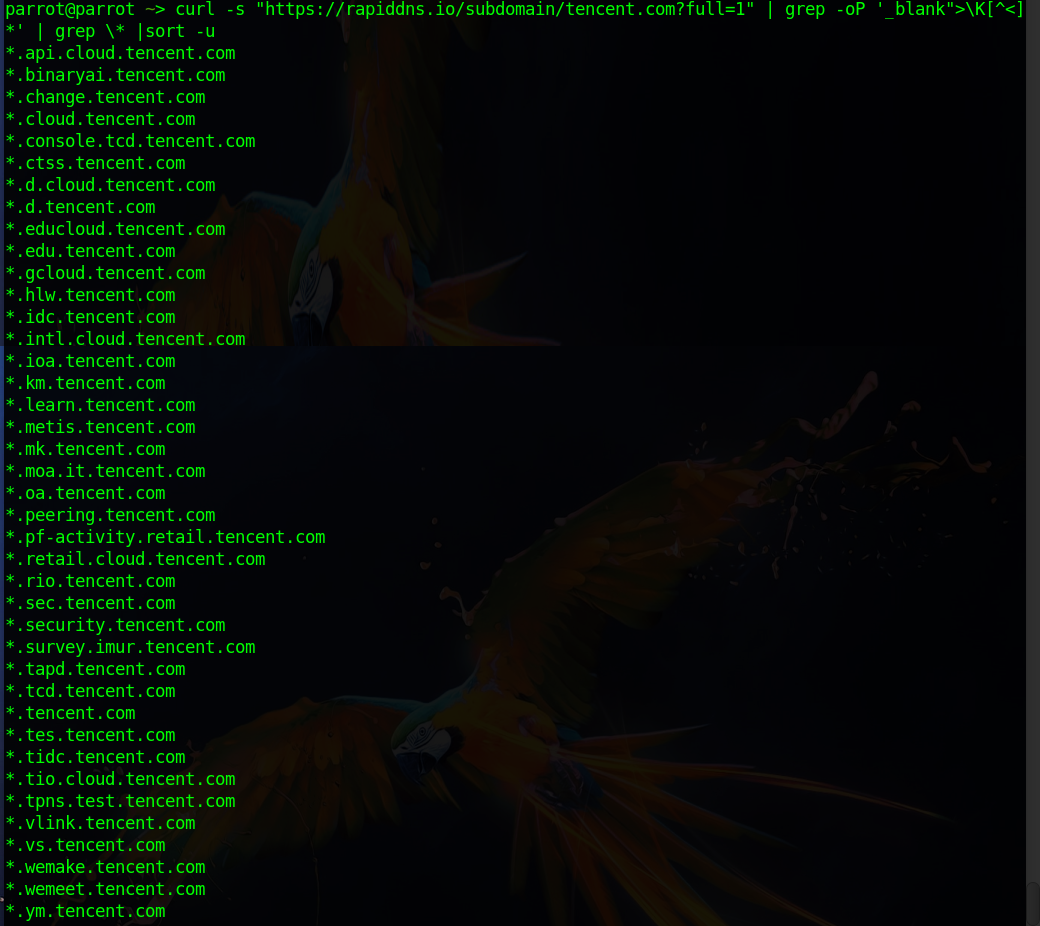 parrot@parrot ~> curl -s "https://rapiddns.io/subdomain/tencent.com?full=1" | grep -oP '_blank">\K[^<]
*' | grep \* |sort -u
*.api.cloud.tencent.com
*.binaryai.tencent.com
*.change.tencent.com
*.cloud.tencent.com
*.console.tcd.tencent.com
*.ctss.tencent.com
*.d.cloud.tencent.com
*.d.tencent.com
*.educloud.tencent.com
*.edu.tencent.com
*.gcloud.tencent.com
*.hlw.tencent.com
*.idc.tencent.com
*.intl.cloud.tencent.com
*.ioa.tencent.com
*.km.tencent.com
*.learn.tencent.com
*.metis.tencent.com
*.mk.tencent.com
*.moa.it.tencent.com
*.oa.tencent.com
*.peering.tencent.com
*.pf-activity.retail.tencent.com
*.retail.cloud.tencent.com
*.rio.tencent.com
*.sec.tencent.com
*.security.tencent.com
*.survey.imur.tencent.com
*.tapd.tencent.com
*.tcd.tencent.com
*.tencent.com
*.tes.tencent.com
*.tidc.tencent.com
*.tio.cloud.tencent.com
*.tpns.test.tencent.com
*.vlink.tencent.com
*.vs.tencent.com
*.wemake.tencent.com
*.wemeet.tencent.com
*.ym.tencent.com